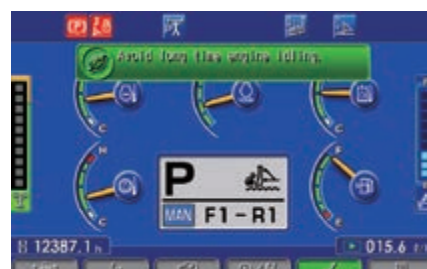 (P)
Avoid long time engine idling.
C
C
H
P
F
MAN F1-R1
C
E
12387.1 h
015.6